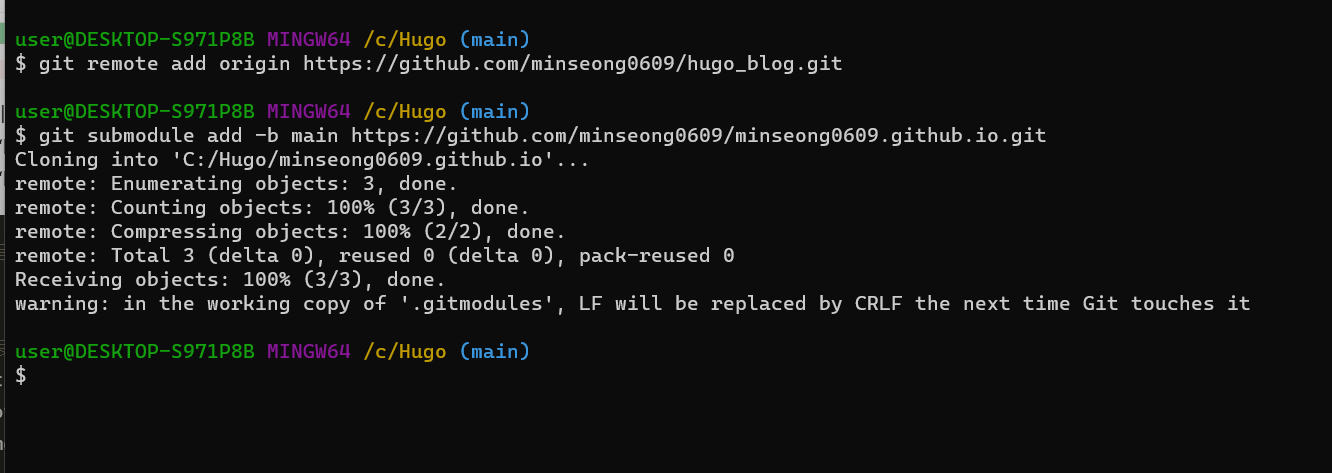 user@DESKTOP-S971P8B MINGW64 /c/Hugo (main)
$ git remote add origin https://github.com/minseong0609/hugo_blog.git
user@DESKTOP-S971P8B MINGW64 /c/Hugo (main)
$ git submodule add -b main https://github.com/minseong0609/minseong0609.github.io.git
Cloning into 'C:/Hugo/minseong0609.github.io'...
remote: Enumerating objects: 3, done.
remote: Counting objects: 100% (3/3), done.
remote: Compressing objects: 100% (2/2), done.
remote: Total 3 (delta 0), reused 0 (delta 0), pack-reused 0
Receiving objects: 100% (3/3), done.
warning: in the working copy of '.gitmodules', LF will be replaced by CRLF the next time Git touches it
user@DESKTOP-S971P8B MINGW64 /c/Hugo (main)
$